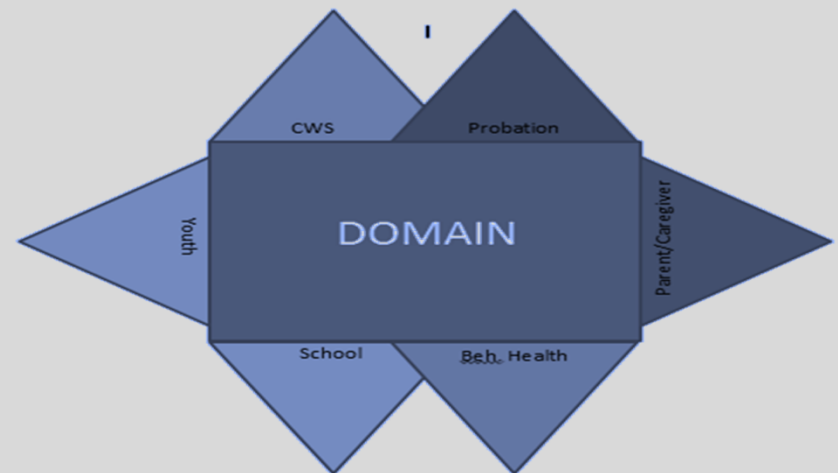 I
CWS
Probation
Youth
DOMAIN
Parent/Caregiver
School
Beh. Health